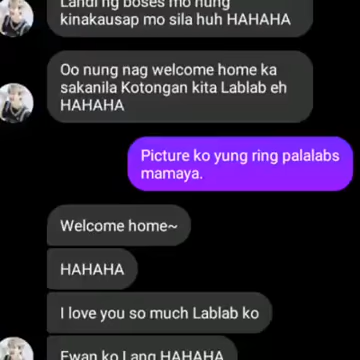 Landi ng boses mo nung
kinakausap mo sila huh HAHAHA
Oo nung nag welcome home ka
sakanila Kotongan kita Lablab eh
HAHAHA
Picture ko yung ring palalabs
mamaya.
Welcome home~
HAHAHA
I love you so much Lablab ko
Ewan ko Lang HAHAHA